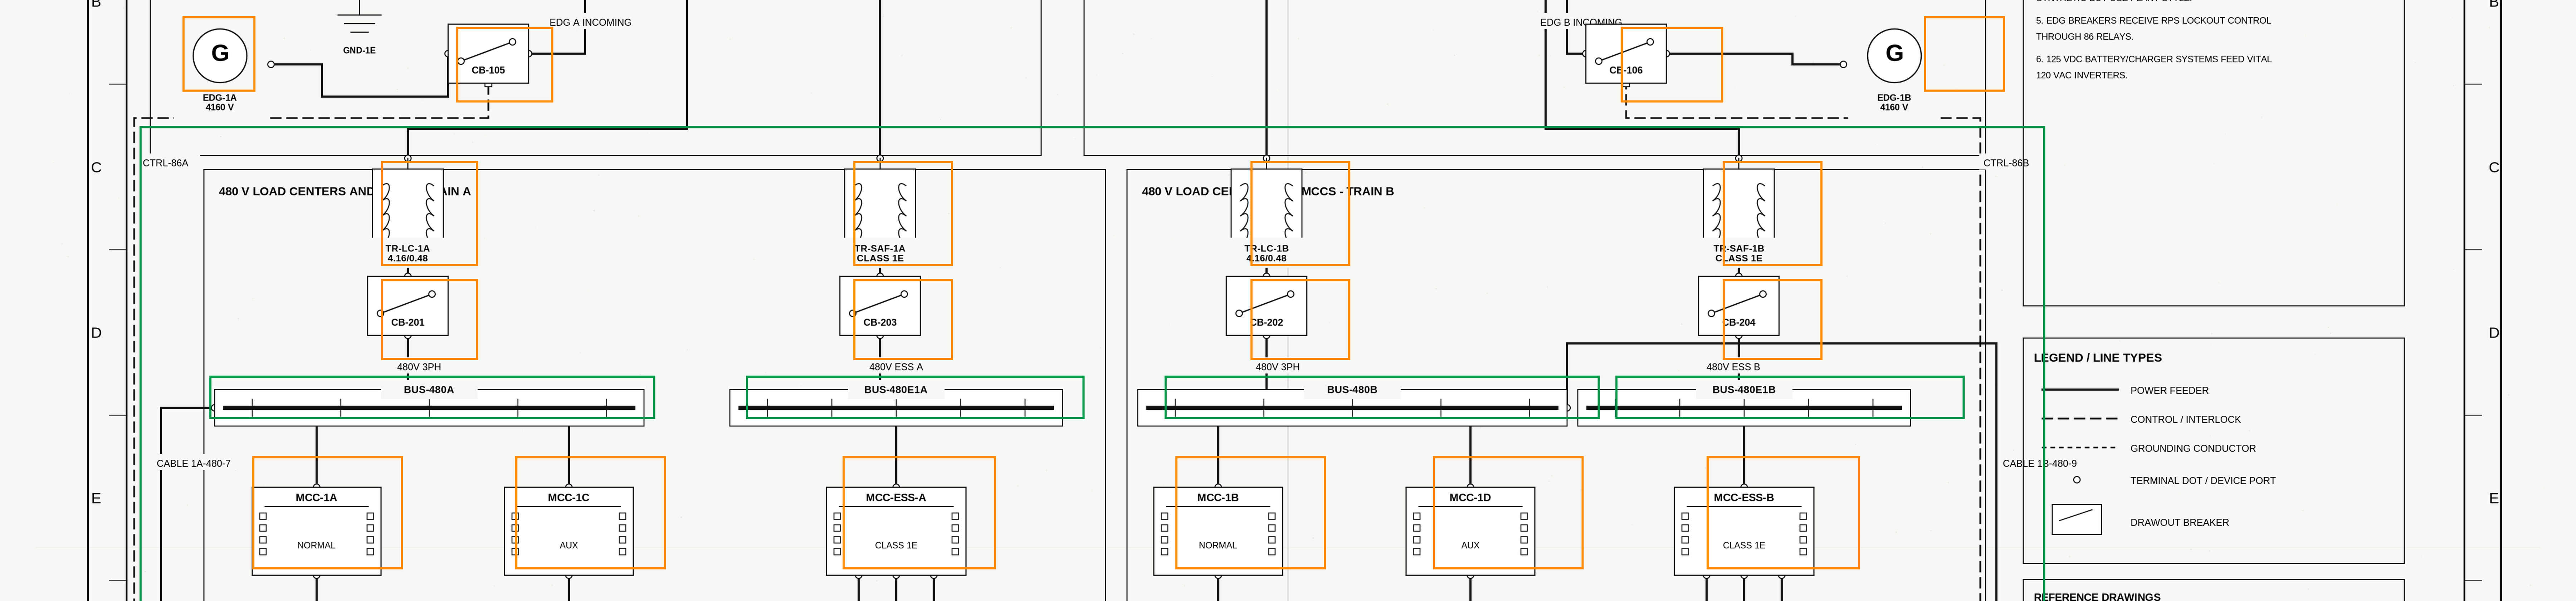 B
EDG A INCOMING
EDG B INCOMING
B
5. EDG BREAKERS RECEIVE RPS LOCKOUT CONTROL
THROUGH 86 RELAYS.
6. 125 VDC BATTERY/CHARGER SYSTEMS FEED VITAL
120 VAC INVERTERS.
G
EDG-1A
4160 V
GND-1E
CB-105
CB-106
G
EDG-1B
4160 V
C
CTRL-86A
CTRL-86B
C
480 V LOAD CENTERS AND AIN A
480 V LOAD CE MCCS - TRAIN B
TR-LC-1A
4.16/0.48
TR-SAF-1A
CLASS 1E
TR-LC-1B
4.16/0.48
TR-SAF-1B
CLASS 1E
D
CB-201
CB-203
CB-202
CB-204
D
480V 3PH
480V ESS A
480V 3PH
480V ESS B
BUS-480A
BUS-480E1A
BUS-480B
BUS-480E1B
LEGEND / LINE TYPES
POWER FEEDER
CONTROL / INTERLOCK
GROUNDING CONDUCTOR
TERMINAL DOT / DEVICE PORT
DRAWOUT BREAKER
CABLE 1A-480-7
CABLE 1B-480-9
E
MCC-1A
NORMAL
MCC-1C
AUX
MCC-ESS-A
CLASS 1E
MCC-1B
NORMAL
MCC-1D
AUX
MCC-ESS-B
CLASS 1E
E
REFERENCE DRAWINGS